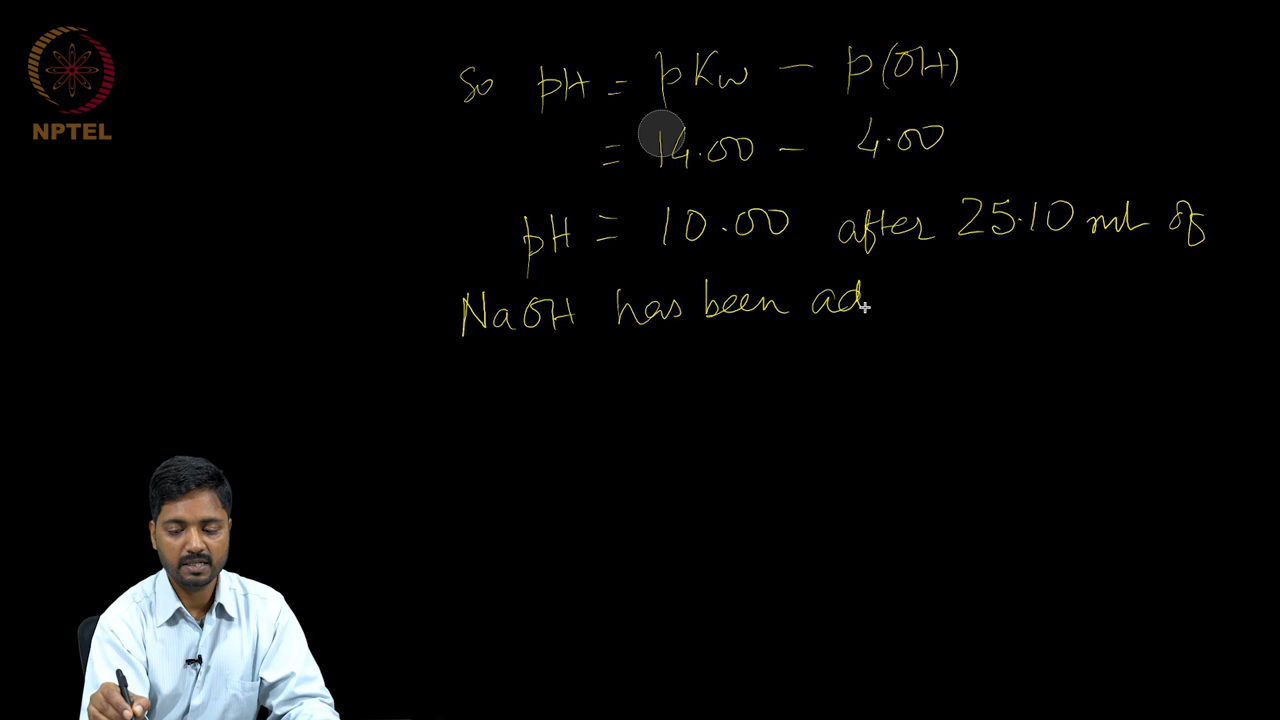 NPTEL
So pH = pKw - p(OH)
= 14.00 - 4.00
pH = 10.00 after 25.10 ml of
NaOH has been ad